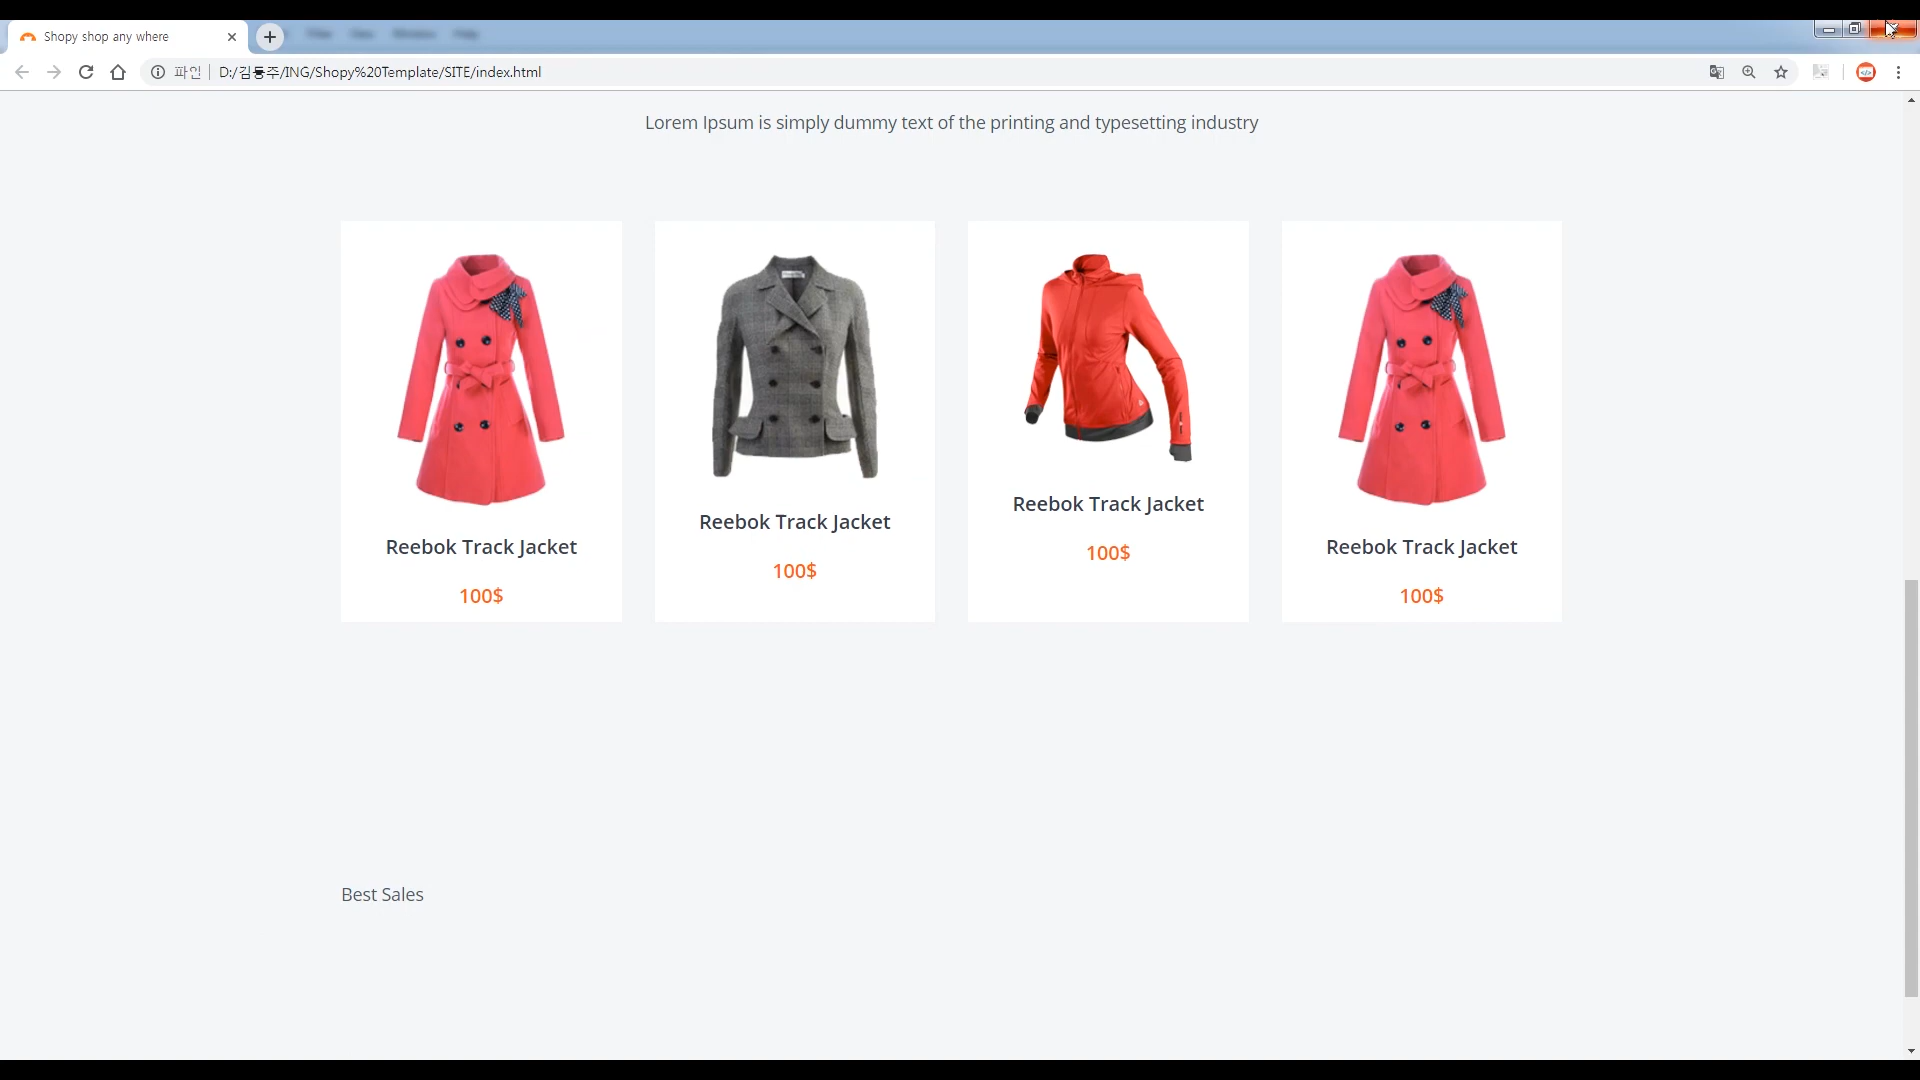 Shopy shop any where
파인 D:/김동주/ING/Shopy%20Template/SITE/index.html
Lorem Ipsum is simply dummy text of the printing and typesetting industry
Reebok Track Jacket
100$
Reebok Track Jacket
100$
Reebok Track Jacket
100$
Reebok Track Jacket
100$
Best Sales